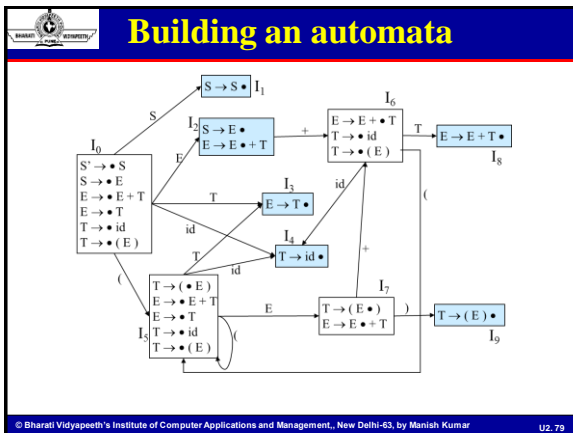 BHARATI
VIDYAPEETH
PUNE
Building an automata
S → S •
I1
I2
S → E •
E → E • + T
I6
E → E + • T
T → • id
T → • ( E )
E → E + T •
I8
I0
S' → • S
S → • E
E → • E + T
E → • T
T → • id
T → • ( E )
I3
E → T •
I4
T → id •
I5
T → ( • E )
E → • E + T
E → • T
T → • id
T → • ( E )
I7
T → ( E • )
E → E • + T
T → ( E ) •
I9
S
E
+
T
T
id
id
(
T
id
+
(
E
(
)
© Bharati Vidyapeeth's Institute of Computer Applications and Management,, New Delhi-63, by Manish Kumar
U2. 79